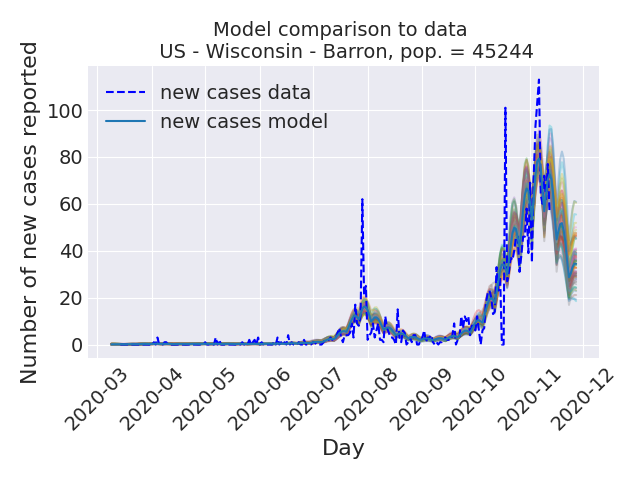 Model comparison to data
US - Wisconsin - Barron, pop. = 45244
Number of new cases reported
100
80
60
40
20
0
new cases data
new cases model
2020-03
2020-04
2020-05
2020-06
2020-07
2020-08
2020-09
2020-10
2020-11
2020-12
Day